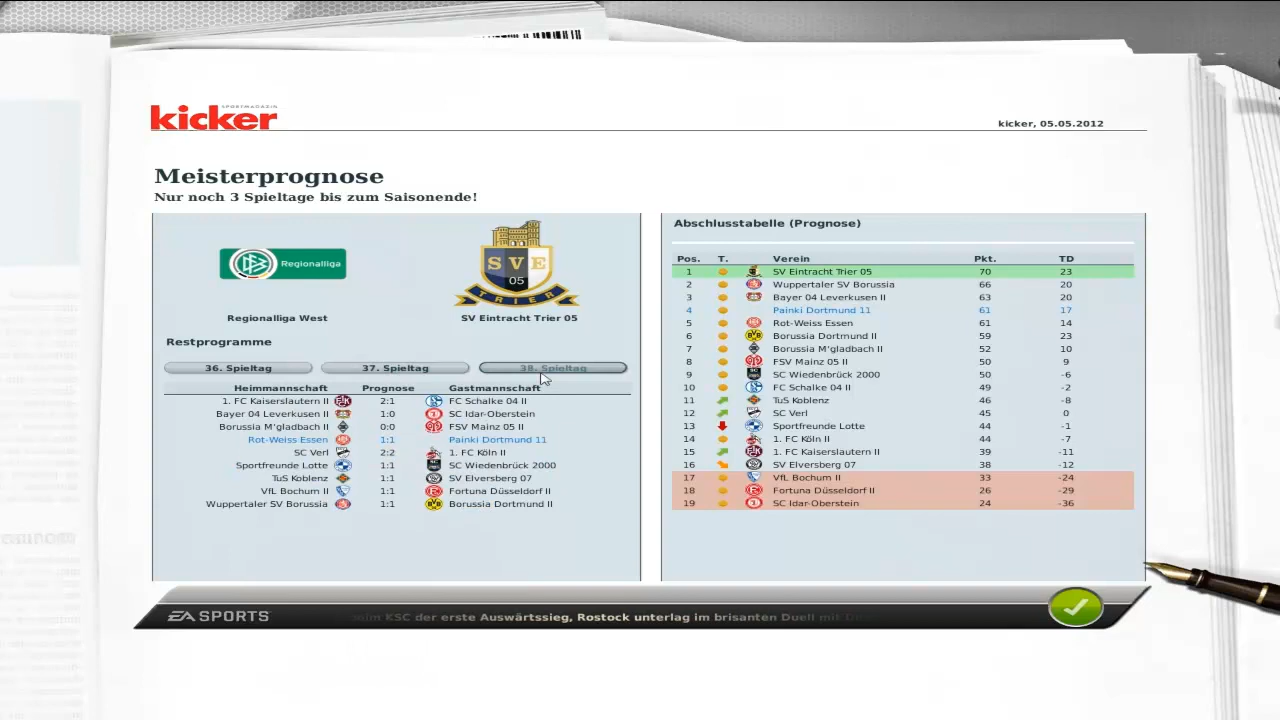 SPORTMAGAZIN
kicker
kicker, 05.05.2012
Meisterprognose
Nur noch 3 Spieltage bis zum Saisonende!
Regionalliga
SVE
05
TRIER
Regionalliga West
SV Eintracht Trier 05
Restprogramme
36. Spieltag 37. Spieltag 38. Spieltag
Heimmannschaft Prognose Gastmannschaft
1. FC Kaiserslautern II 2:1 FC Schalke 04 II
Bayer 04 Leverkusen II 1:0 SC Idar-Oberstein
Borussia M'gladbach II 0:0 FSV Mainz 05 II
Rot-Weiss Essen 1:1 Painki Dortmund 11
SC Verl 2:2 1. FC Köln II
Sportfreunde Lotte 1:1 SC Wiedenbrück 2000
TuS Koblenz 1:1 SV Elversberg 07
VfL Bochum II 1:1 Fortuna Düsseldorf II
Wuppertaler SV Borussia 1:1 Borussia Dortmund II
Abschlusstabelle (Prognose)
Pos. T. Verein Pkt. TD
1 SV Eintracht Trier 05 70 23
2 Wuppertaler SV Borussia 66 20
3 Bayer 04 Leverkusen II 63 20
4 Painki Dortmund 11 61 17
5 Rot-Weiss Essen 61 14
6 Borussia Dortmund II 59 23
7 Borussia M'gladbach II 52 10
8 FSV Mainz 05 II 50 9
9 SC Wiedenbrück 2000 50 -6
10 FC Schalke 04 II 49 -2
11 TuS Koblenz 46 -8
12 SC Verl 45 0
13 Sportfreunde Lotte 44 -1
14 1. FC Köln II 44 -7
15 1. FC Kaiserslautern II 39 -11
16 SV Elversberg 07 38 -12
17 VfL Bochum II 33 -24
18 Fortuna Düsseldorf II 26 -29
19 SC Idar-Oberstein 24 -36
EA SPORTS
KSC der erste Auswärtssieg, Rostock unterlag im brisanten Duell mit